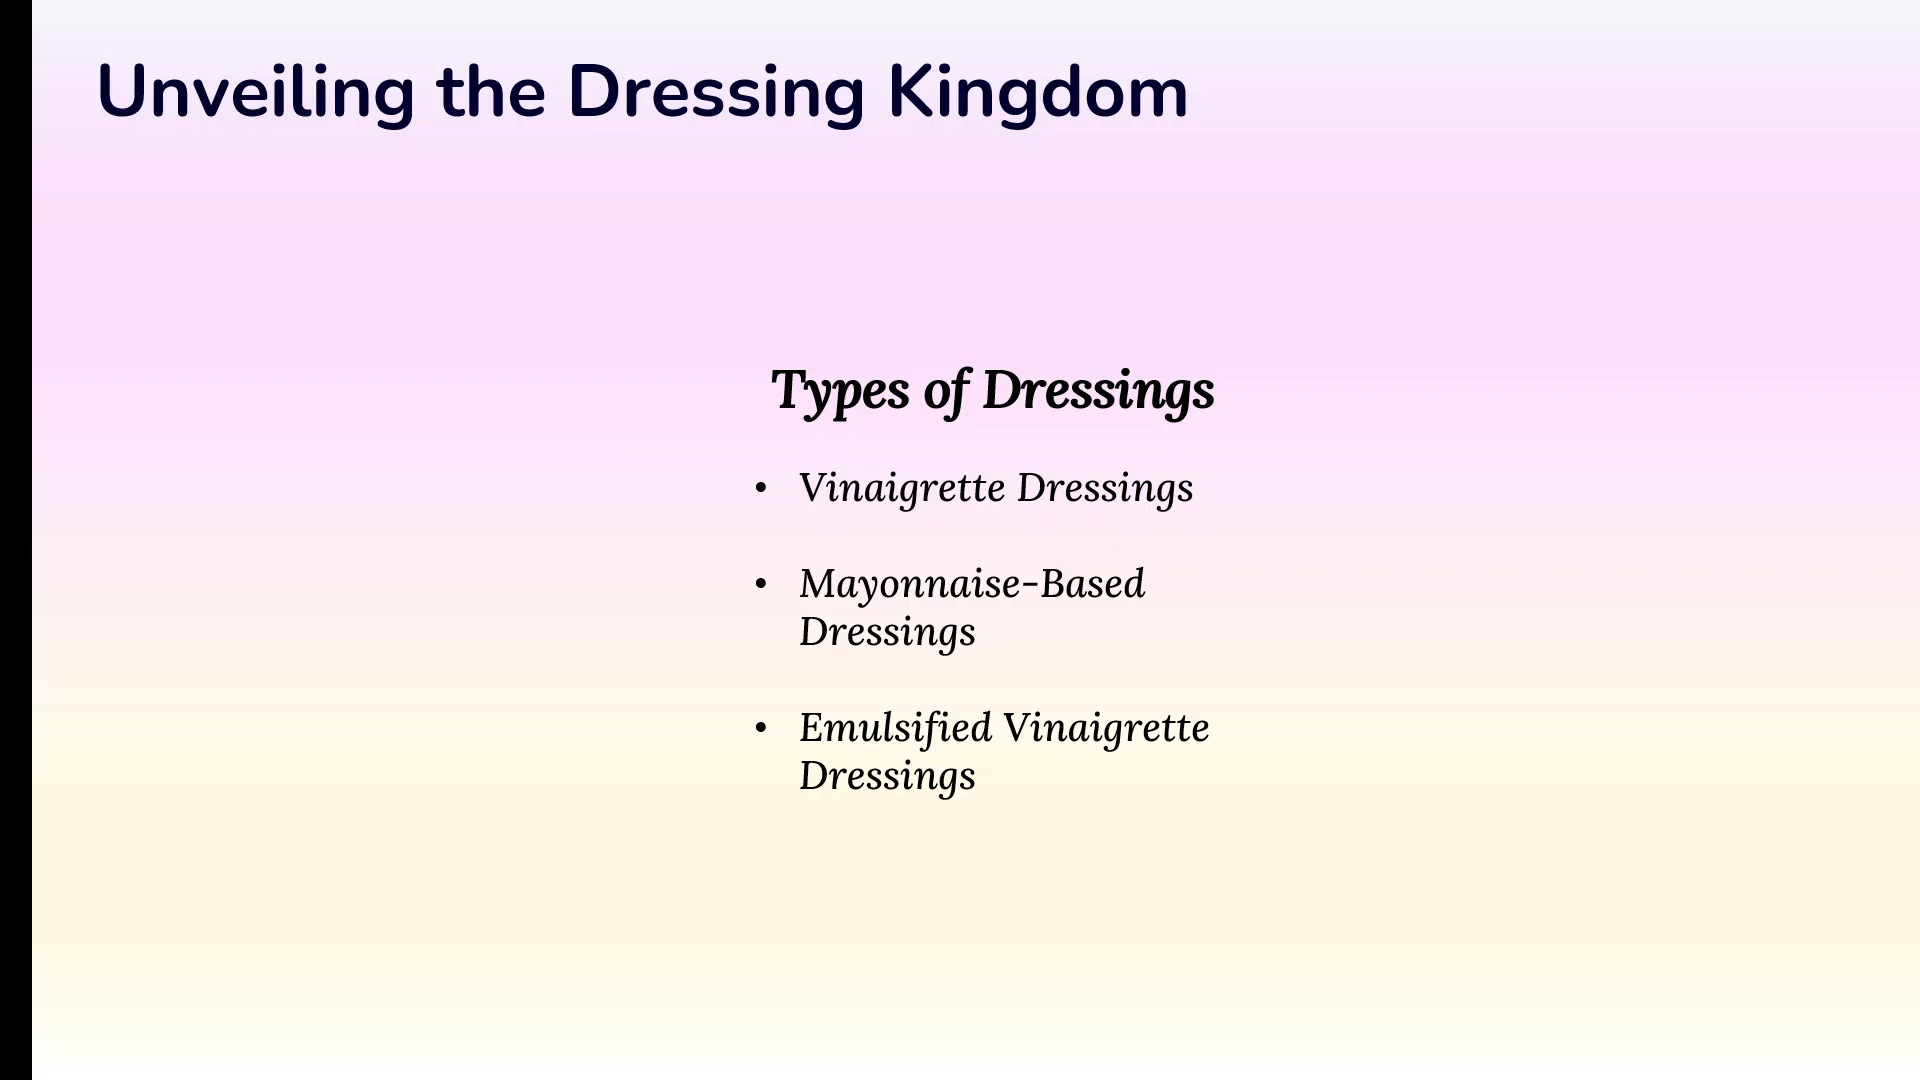 Unveiling the Dressing Kingdom
Types of Dressings
• Vinaigrette Dressings
• Mayonnaise-Based
Dressings
• Emulsified Vinaigrette
Dressings